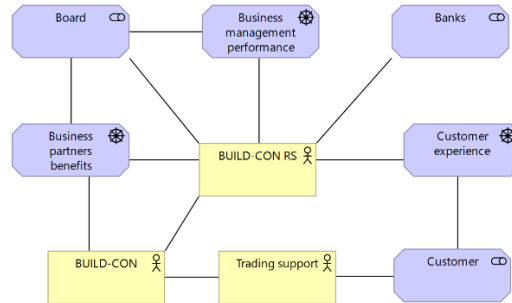 Board
Business
management
performance
Banks
Business
partners
benefits
BUILD-CON RS
Customer
experience
BUILD-CON
Trading support
Customer